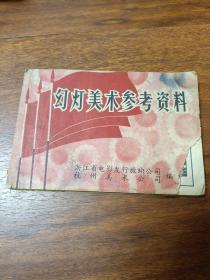 幻灯美术参考资料
浙江省电影发行放映公司
杭州美术公司 编